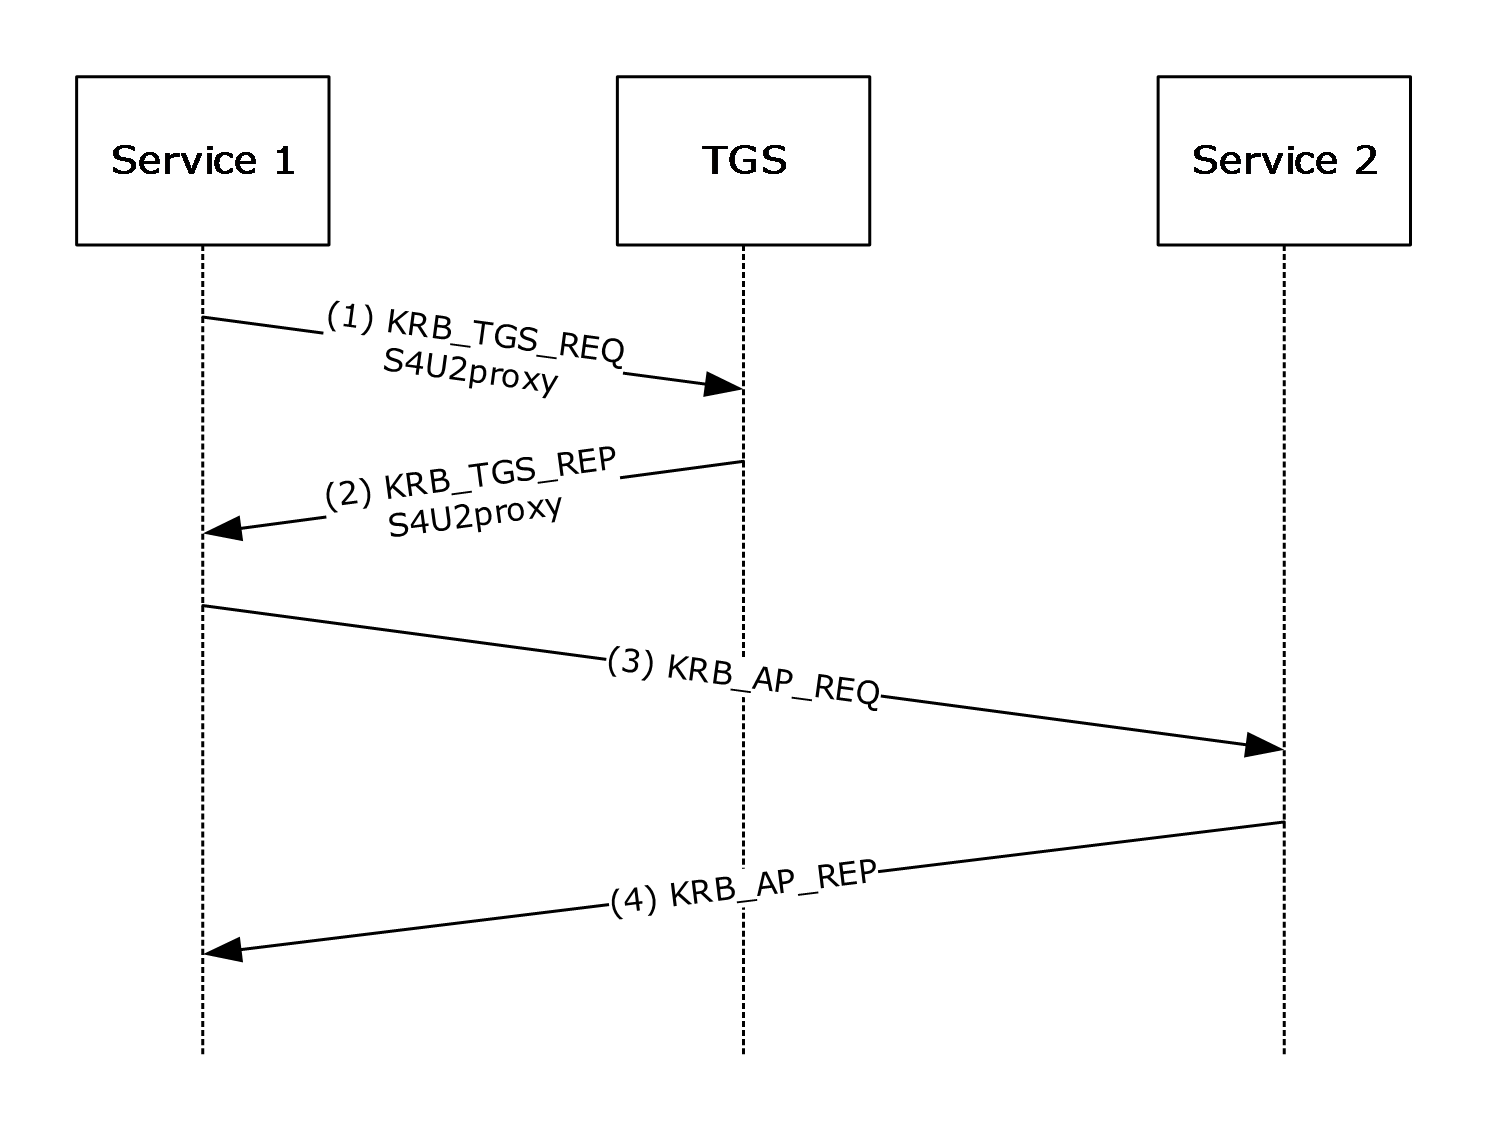 Service 1
TGS
Service 2
(1) KRB_TGS_REQ
S4U2proxy
(2) KRB_TGS_REP
S4U2proxy
(3) KRB_AP_REQ
(4) KRB_AP_REP